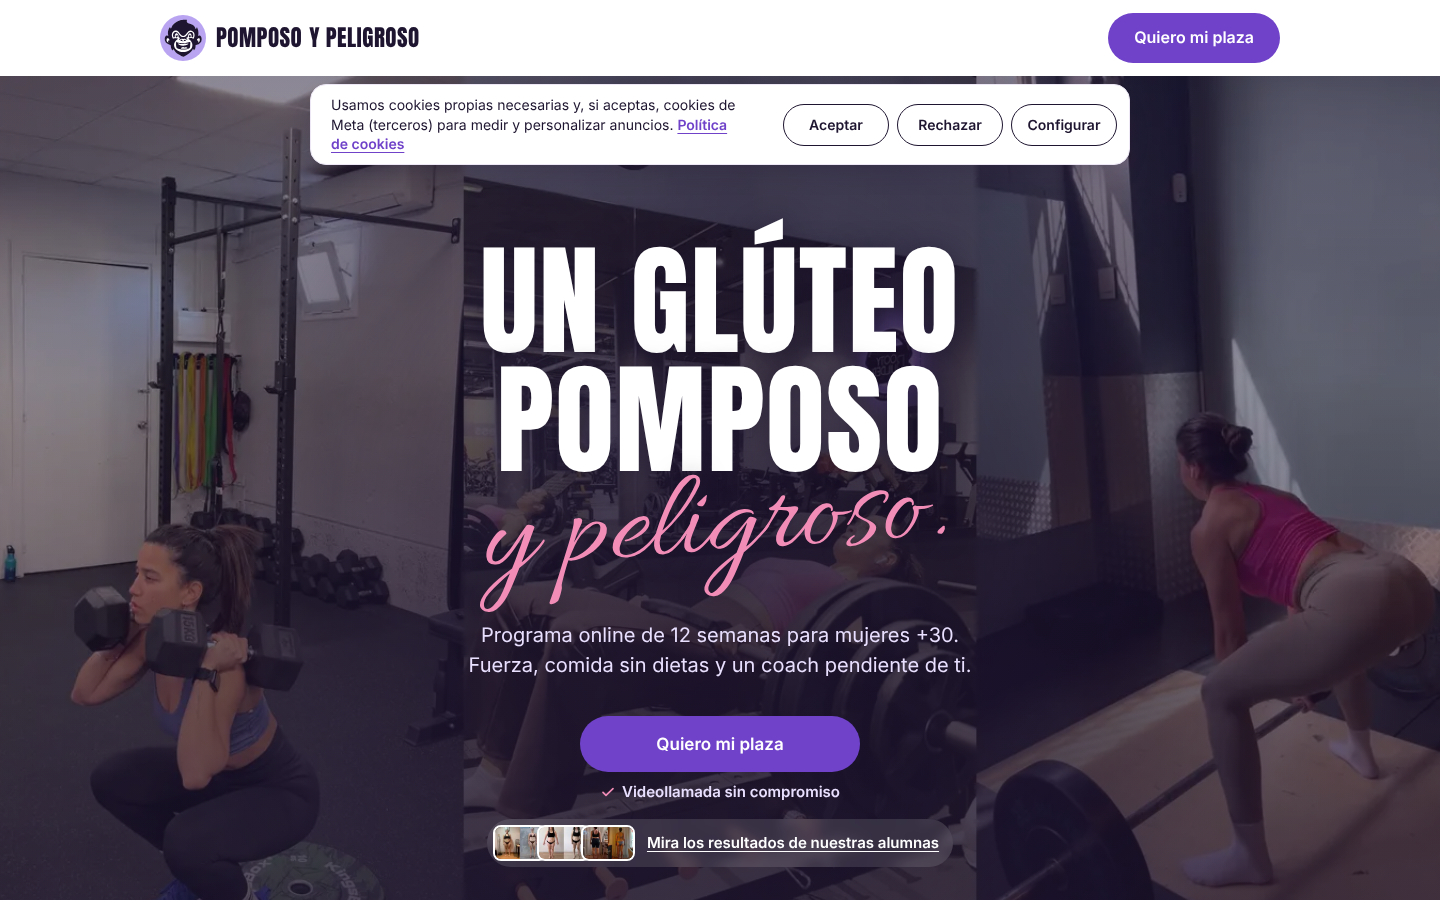 POMPOSO Y PELIGROSO
Quiero mi plaza
Usamos cookies propias necesarias y, si aceptas, cookies de
Meta (terceros) para medir y personalizar anuncios. Política
de cookies
Aceptar
Rechazar
Configurar
UN GLÚTEO
POMPOSO
y peligroso.
Programa online de 12 semanas para mujeres +30.
Fuerza, comida sin dietas y un coach pendiente de ti.
Quiero mi plaza
Videollamada sin compromiso
Mira los resultados de nuestras alumnas